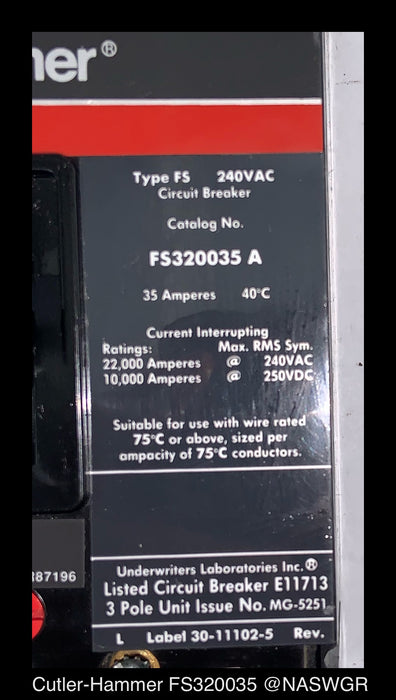 ner®
Type FS 240VAC
Circuit Breaker
Catalog No.
FS320035 A
35 Amperes 40°C
Current Interrupting
Ratings: Max. RMS Sym.
22,000 Amperes @ 240VAC
10,000 Amperes @ 250VDC
Suitable for use with wire rated
75°C or above, sized per
ampacity of 75°C conductors.
87196
Underwriters Laboratories Inc.®
Listed Circuit Breaker E11713
3 Pole Unit Issue No. MG-5251
L Label 30-11102-5 Rev.
Cutler-Hammer FS320035 @NASWGR